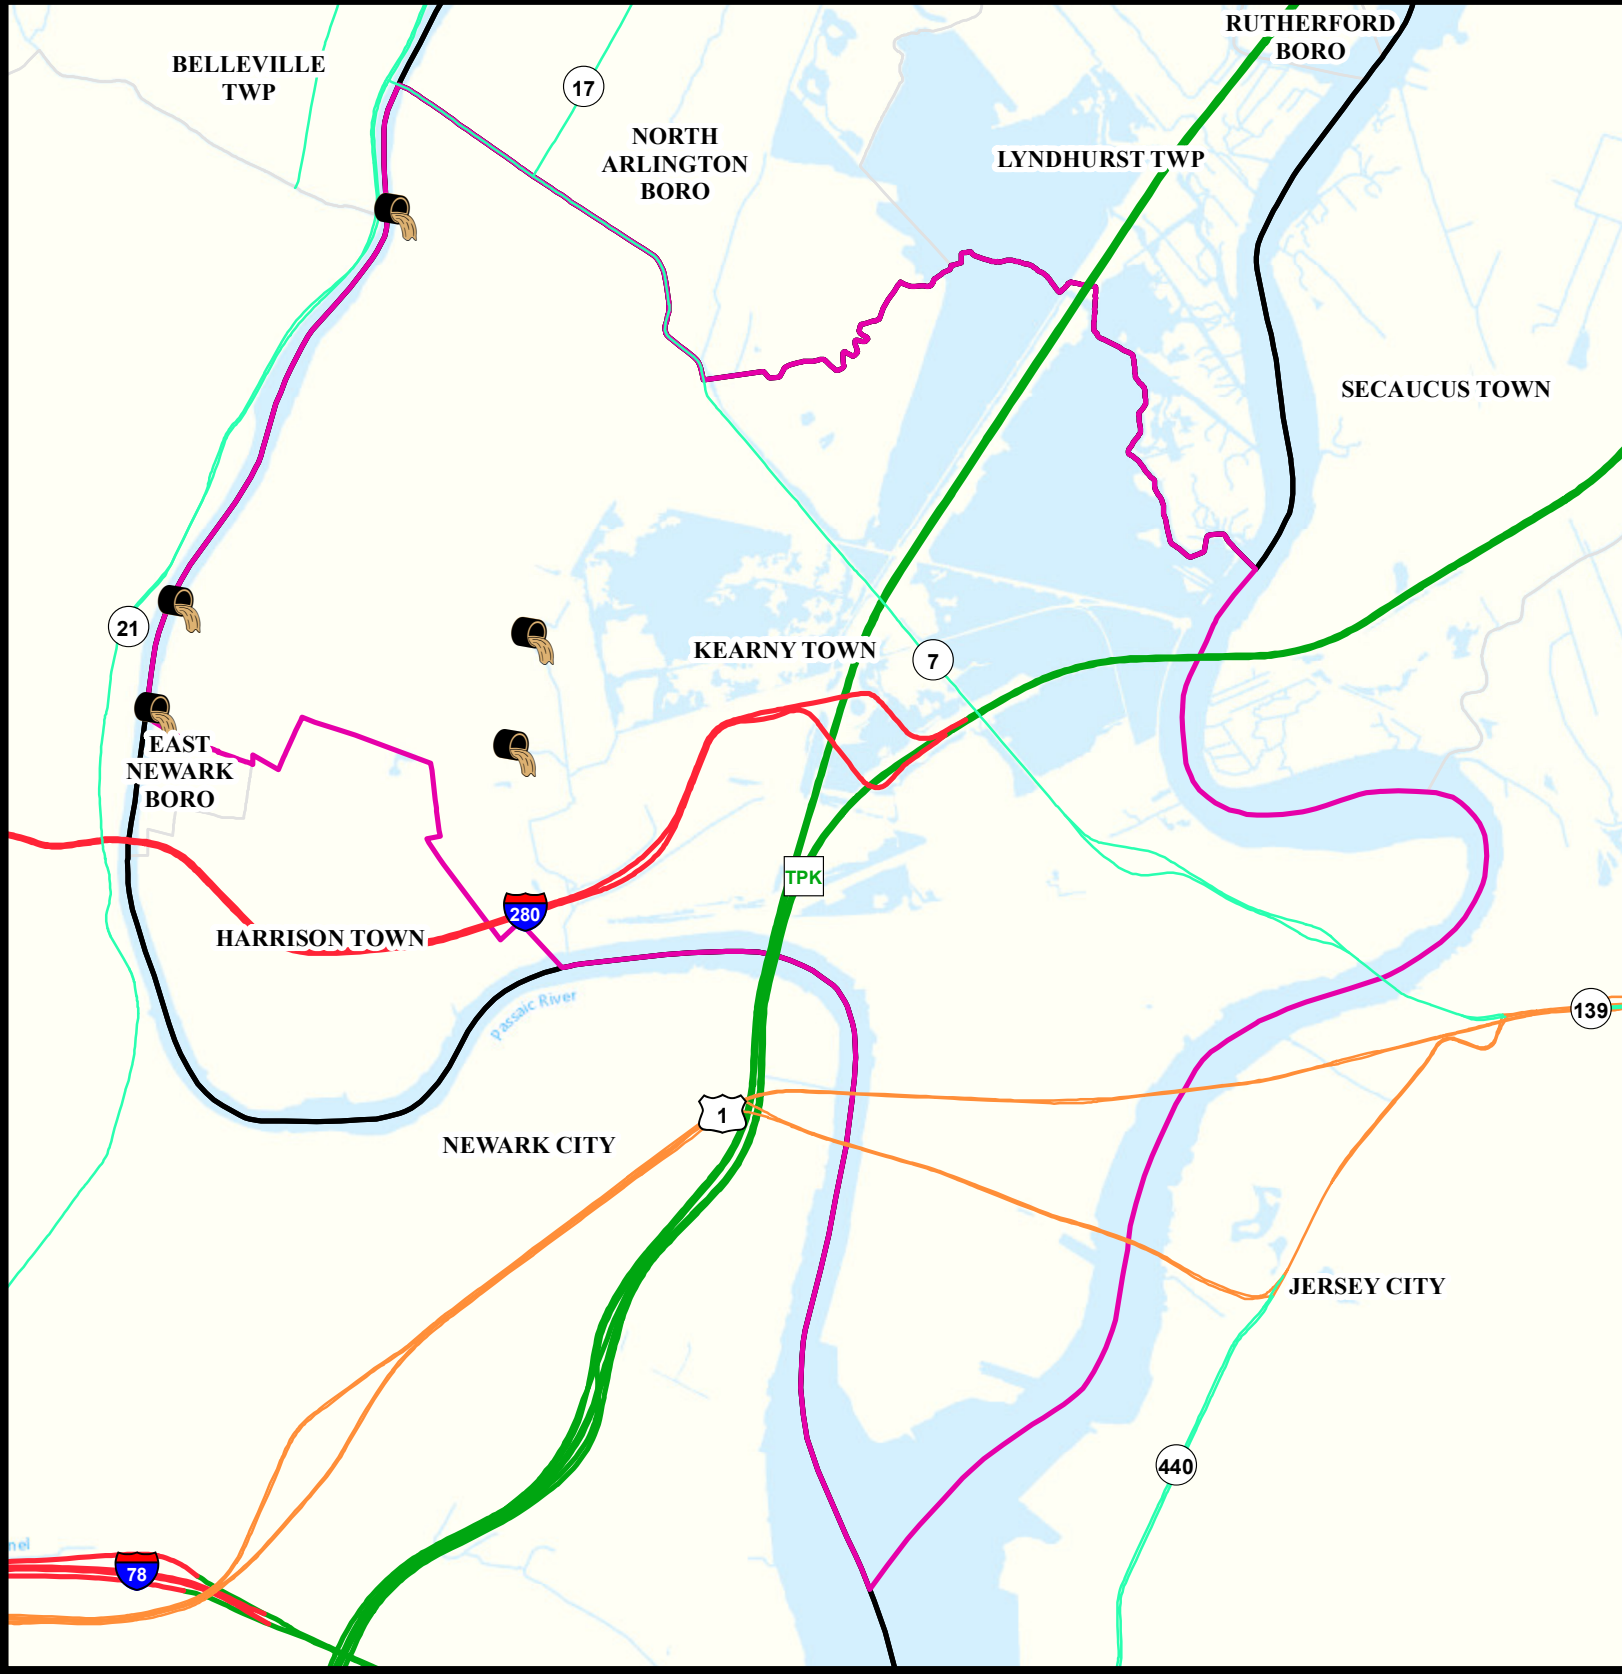 RUTHERFORD
BORO
BELLEVILLE
TWP
17
NORTH
ARLINGTON
BORO
LYNDHURST TWP
SECAUCUS TOWN
21
KEARNY TOWN
7
EAST
NEWARK
BORO
TPK
280
HARRISON TOWN
Passaic River
139
1
NEWARK CITY
JERSEY CITY
440
nel
78